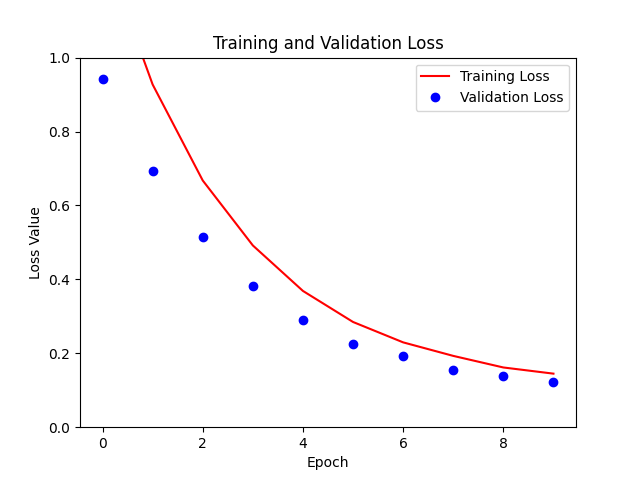 Training and Validation Loss
Training Loss
Validation Loss
Loss Value
1.0
0.8
0.6
0.4
0.2
0.0
0 2 4 6 8
Epoch